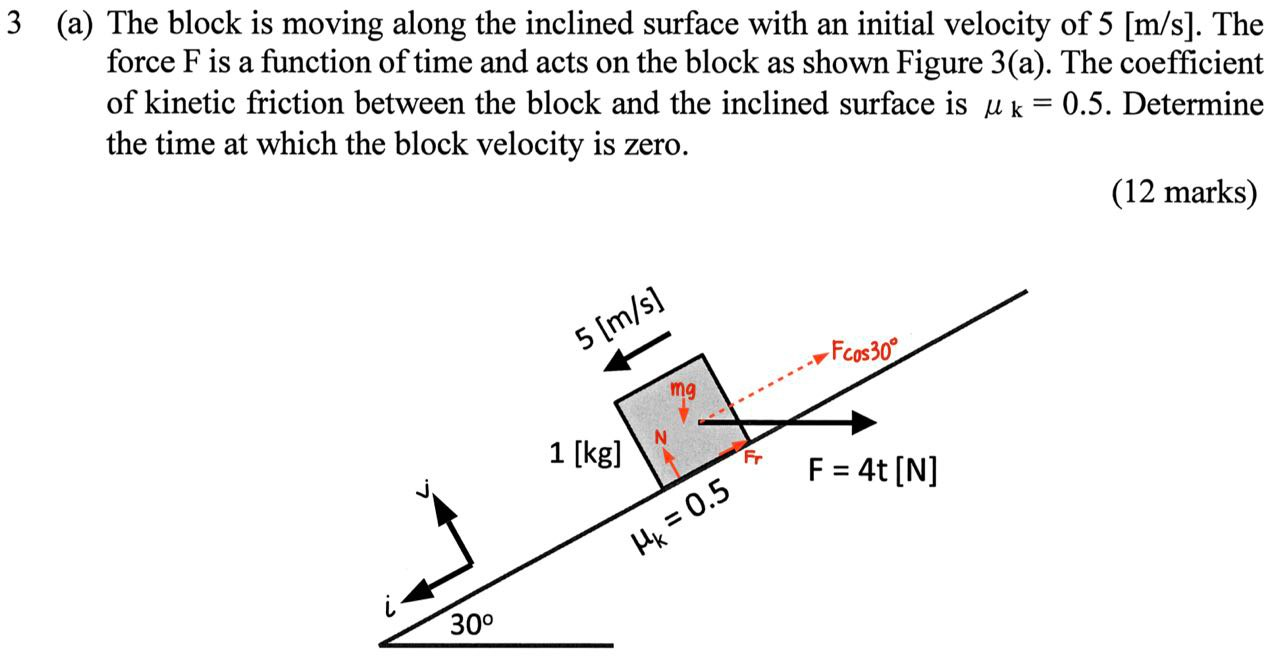 3 (a) The block is moving along the inclined surface with an initial velocity of 5 [m/s]. The
force F is a function of time and acts on the block as shown Figure 3(a). The coefficient
of kinetic friction between the block and the inclined surface is μ k = 0.5. Determine
the time at which the block velocity is zero.
(12 marks)
5 [m/s]
Fcos30°
mg
N
1 [kg]
Fr
F = 4t [N]
μk = 0.5
j
i
30°